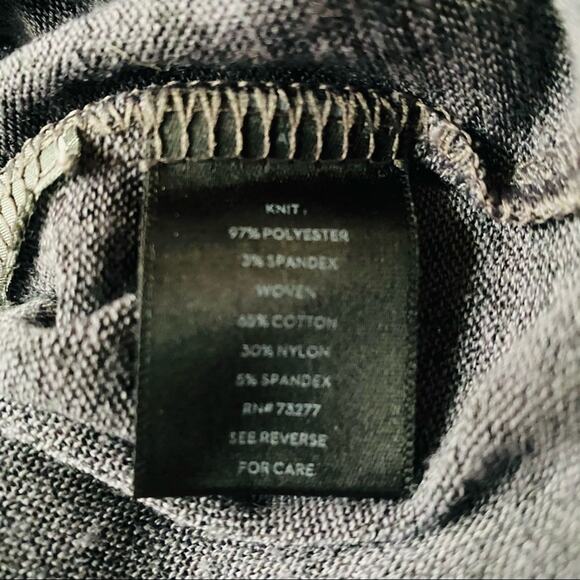 KNIT
97% POLYESTER
3% SPANDEX
WOVEN
65% COTTON
30% NYLON
5% SPANDEX
RN# 73277
SEE REVERSE
FOR CARE